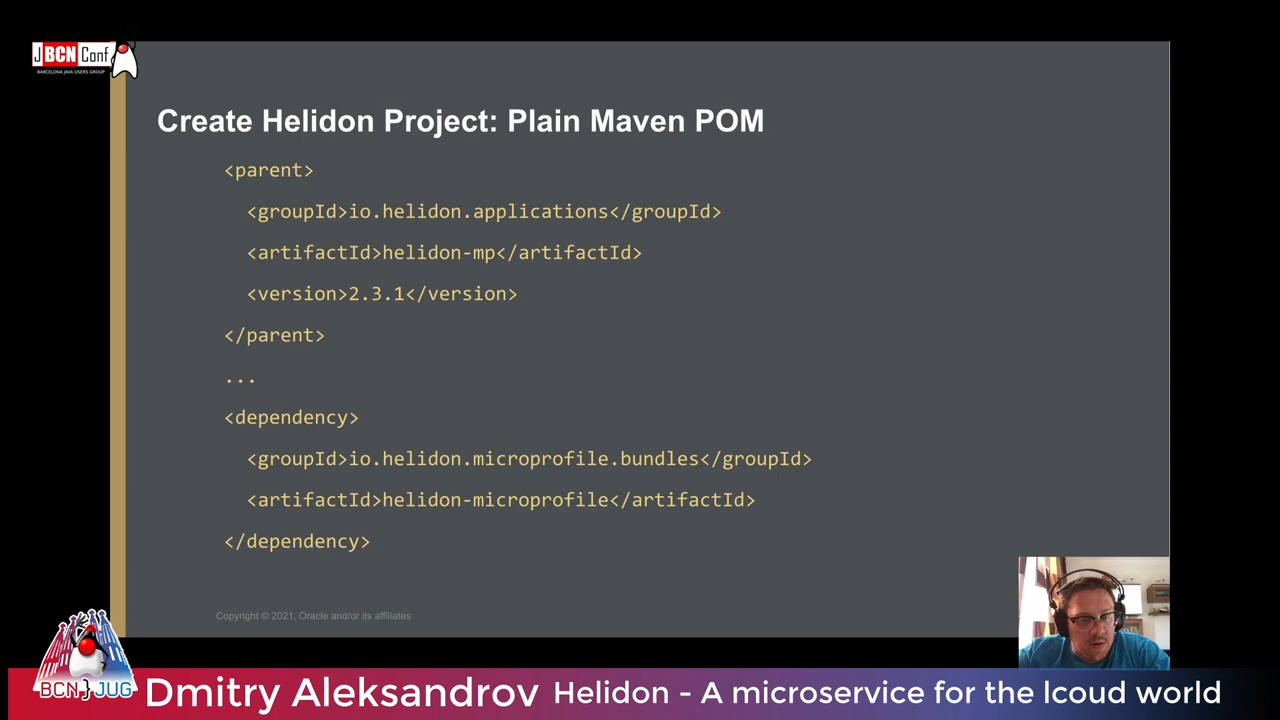 JBCNConf
BARCELONA JAVA USERS GROUP
Create Helidon Project: Plain Maven POM
<parent>
<groupId>io.helidon.applications</groupId>
<artifactId>helidon-mp</artifactId>
<version>2.3.1</version>
</parent>
...
<dependency>
<groupId>io.helidon.microprofile.bundles</groupId>
<artifactId>helidon-microprofile</artifactId>
</dependency>
Copyright © 2021, Oracle and/or its affiliates
BCN JUG
Dmitry Aleksandrov Helidon - A microservice for the lcoud world